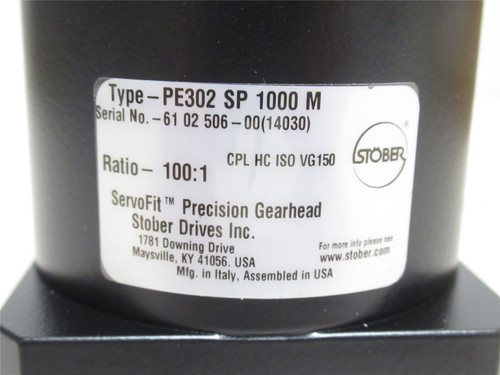 Type-PE302 SP 1000 M
Serial No.-61 02 506-00(14030)
Ratio- 100:1
CPL HC ISO VG150
STÖBER
®
ServoFit™ Precision Gearhead
Stober Drives Inc.
1781 Downing Drive
Maysville, KY 41056. USA
Mfg. in Italy, Assembled in USA
For more info please see
www.stober.com